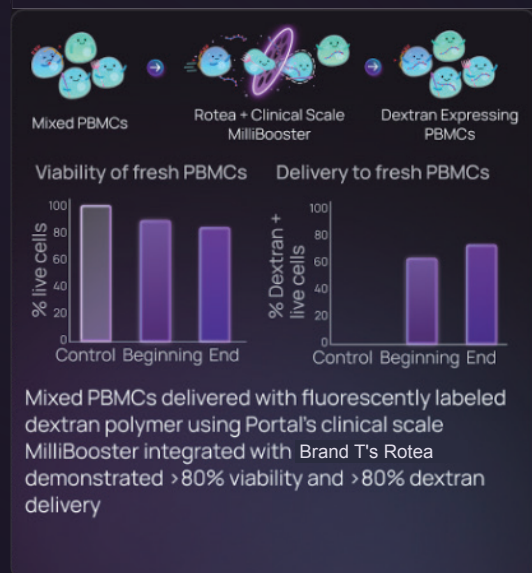 Mixed PBMCs
Rotea + Clinical Scale
MilliBooster
Dextran Expressing
PBMCs
Viability of fresh PBMCs
% live cells
100
80
60
40
20
0
Control Beginning End
Delivery to fresh PBMCs
% Dextran +
live cells
100
80
60
40
20
0
Control Beginning End
Mixed PBMCs delivered with fluorescently labeled
dextran polymer using Portal's clinical scale
MilliBooster integrated with Brand T's Rotea
demonstrated >80% viability and >80% dextran
delivery